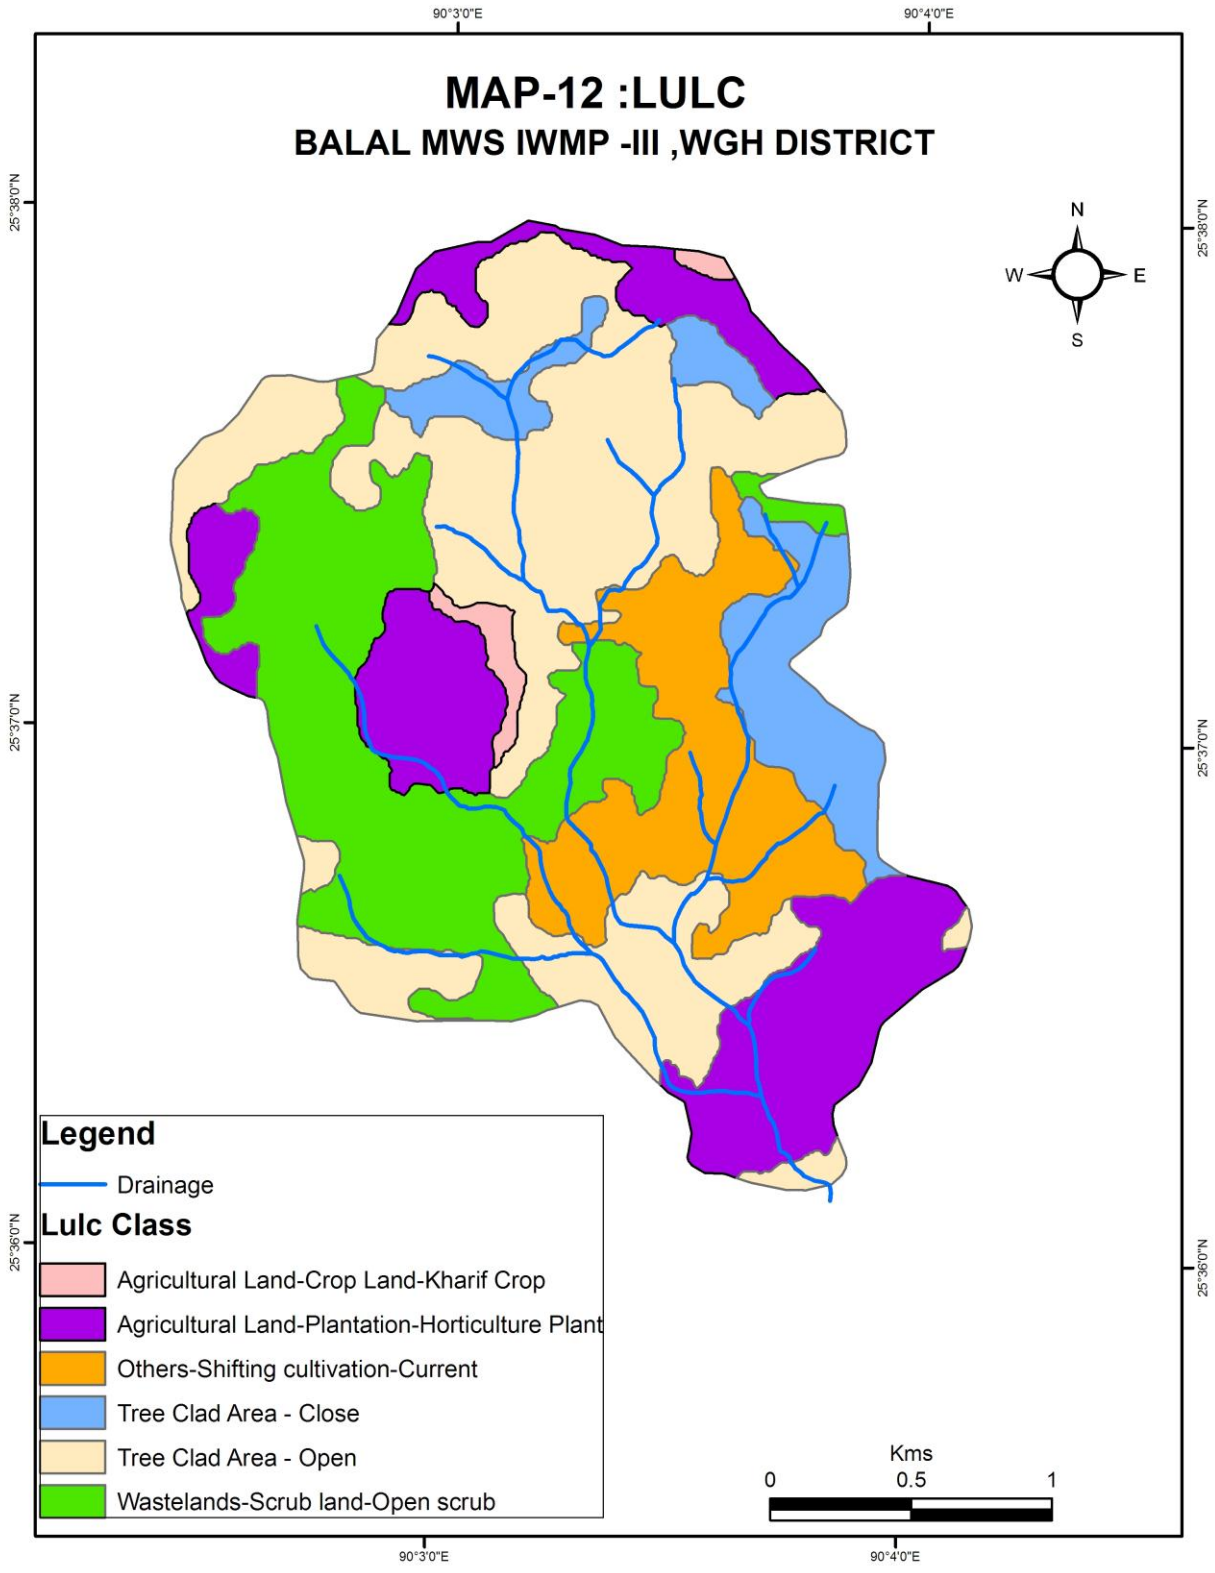 90°3'0"E 90°4'0"E
MAP-12 :LULC
BALAL MWS IWMP -III ,WGH DISTRICT
25°38'0"N
25°38'0"N
N
W E
S
25°37'0"N
25°37'0"N
Legend
Drainage
Lulc Class
25°36'0"N
25°36'0"N
Agricultural Land-Crop Land-Kharif Crop
Agricultural Land-Plantation-Horticulture Plant
Others-Shifting cultivation-Current
Tree Clad Area - Close
Tree Clad Area - Open
Wastelands-Scrub land-Open scrub
Kms
0 0.5 1
90°3'0"E 90°4'0"E